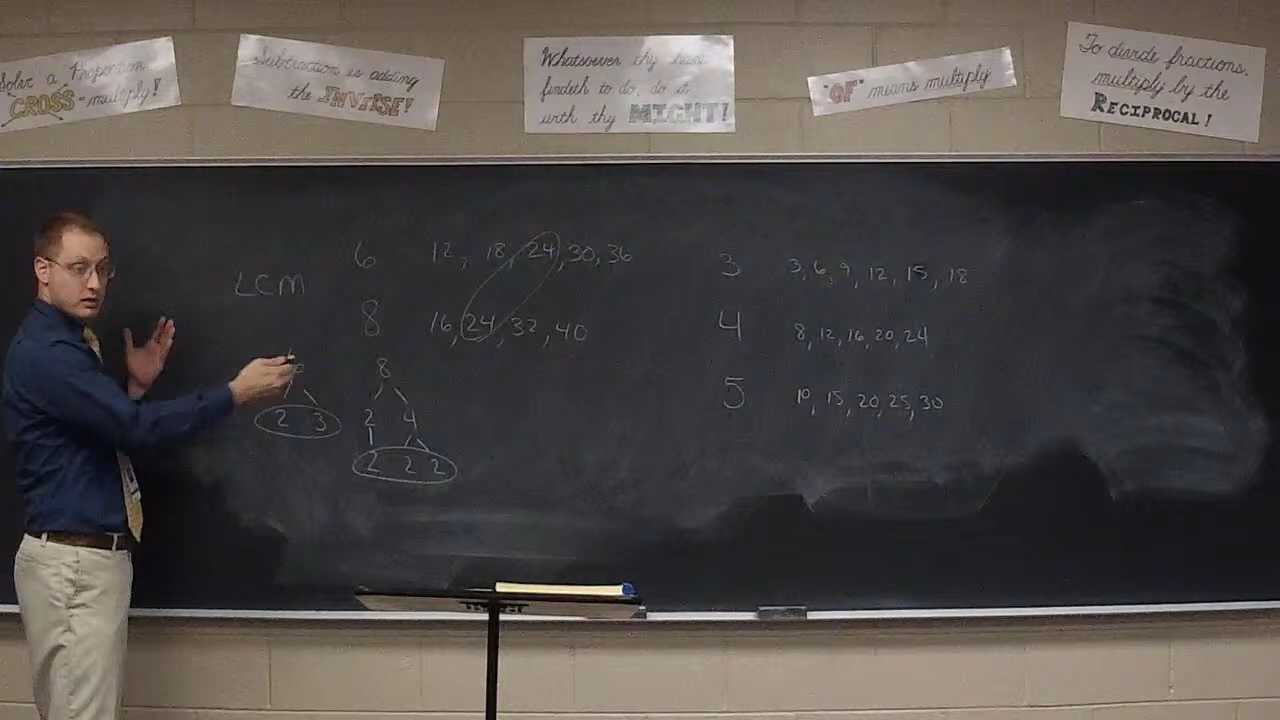 Solve a Proportion
"CROSS" multiply!
Subtraction is adding
the INVERSE!
Whatsoever thy hand
findeth to do, do it
with thy MIGHT!
"OF" means multiply
To divide fractions,
multiply by the
RECIPROCAL!
LCM
6 12, 18, 24, 30, 36
8 16, 24, 32, 40
8
2 3
2 4
2 2 2
3 3, 6, 9, 12, 15, 18
4 8, 12, 16, 20, 24
5 10, 15, 20, 25, 30